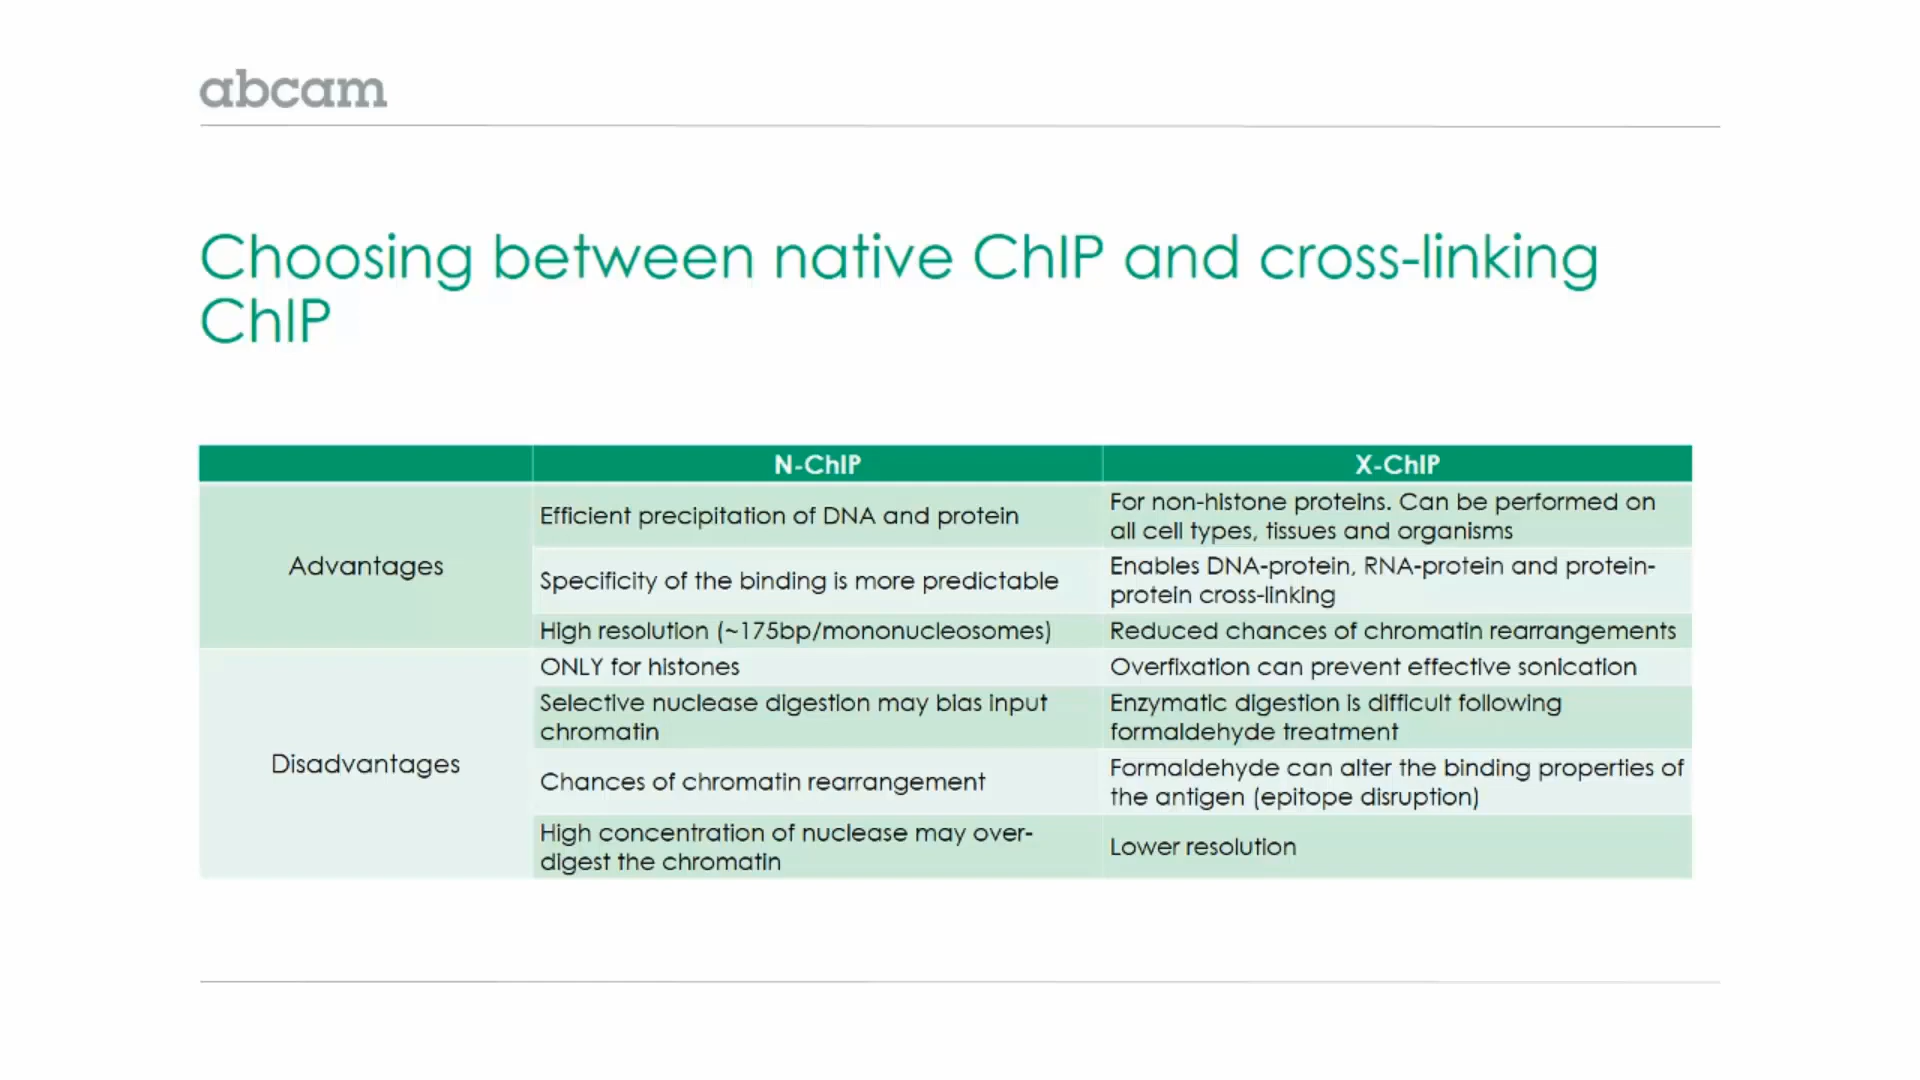 abcam
Choosing between native ChIP and cross-linking
ChIP
N-ChIP
X-ChIP
Advantages
Efficient precipitation of DNA and protein
For non-histone proteins. Can be performed on
all cell types, tissues and organisms
Specificity of the binding is more predictable
Enables DNA-protein, RNA-protein and protein-
protein cross-linking
High resolution (~175bp/mononucleosomes)
Reduced chances of chromatin rearrangements
Disadvantages
ONLY for histones
Overfixation can prevent effective sonication
Selective nuclease digestion may bias input
chromatin
Enzymatic digestion is difficult following
formaldehyde treatment
Chances of chromatin rearrangement
Formaldehyde can alter the binding properties of
the antigen (epitope disruption)
High concentration of nuclease may over-
digest the chromatin
Lower resolution